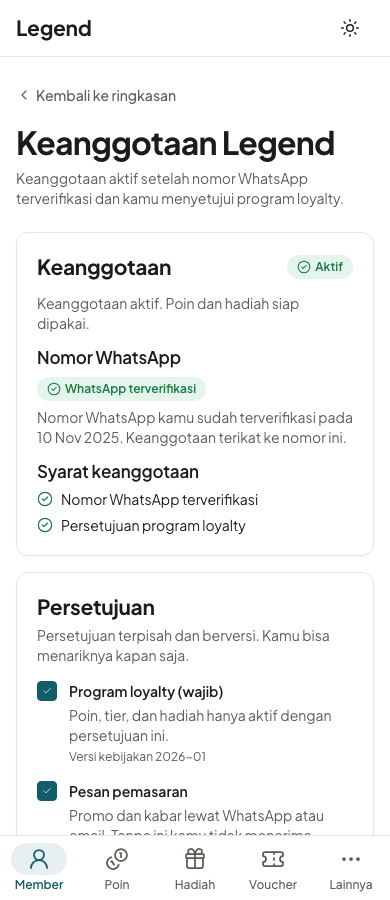 Legend
Kembali ke ringkasan
Keanggotaan Legend
Keanggotaan aktif setelah nomor WhatsApp
terverifikasi dan kamu menyetujui program loyalty.
Keanggotaan
Aktif
Keanggotaan aktif. Poin dan hadiah siap
dipakai.
Nomor WhatsApp
WhatsApp terverifikasi
Nomor WhatsApp kamu sudah terverifikasi pada
10 Nov 2025. Keanggotaan terikat ke nomor ini.
Syarat keanggotaan
Nomor WhatsApp terverifikasi
Persetujuan program loyalty
Persetujuan
Persetujuan terpisah dan berversi. Kamu bisa
menariknya kapan saja.
Program loyalty (wajib)
Poin, tier, dan hadiah hanya aktif dengan
persetujuan ini.
Versi kebijakan 2026-01
Pesan pemasaran
Promo dan kabar lewat WhatsApp atau
email. Tanpa ini kamu tidak menerima
Member
Poin
Hadiah
Voucher
Lainnya